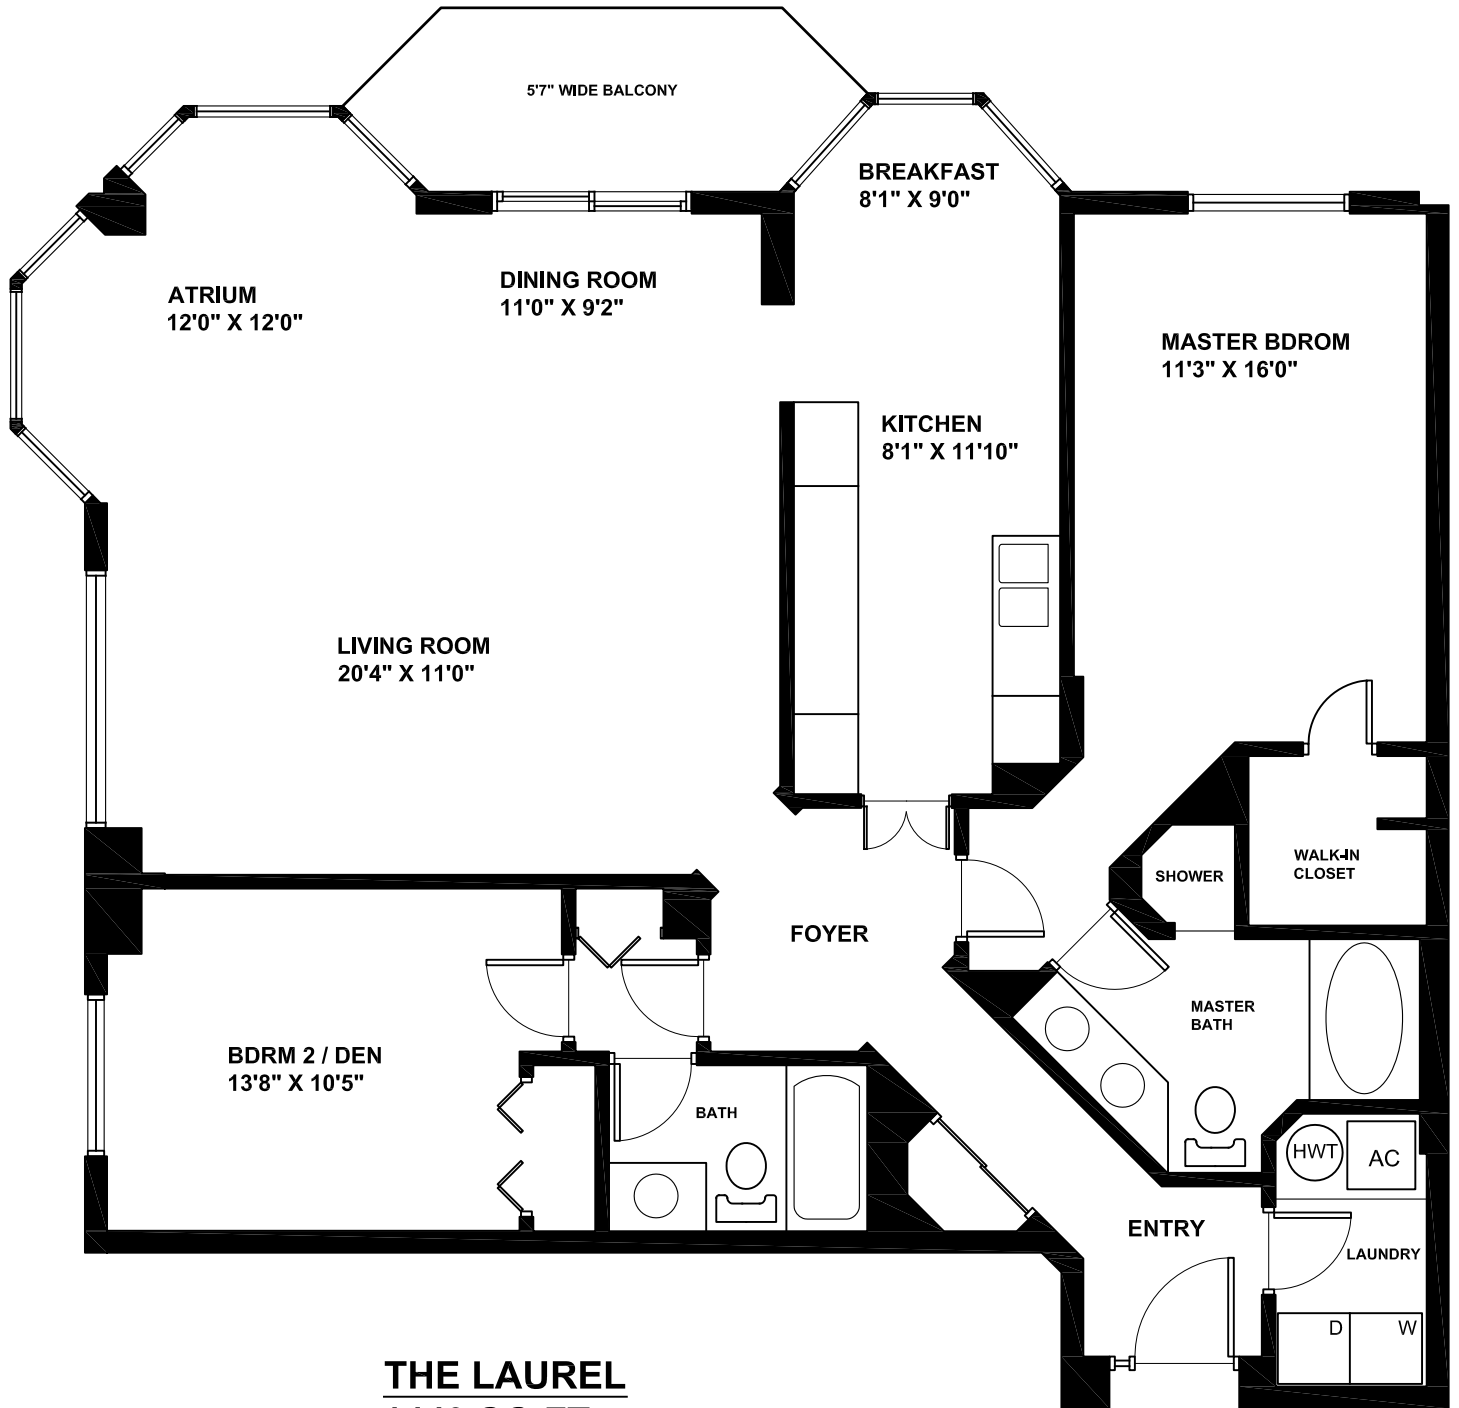 5'7" WIDE BALCONY
BREAKFAST
8'1" X 9'0"
ATRIUM
12'0" X 12'0"
DINING ROOM
11'0" X 9'2"
MASTER BDROM
11'3" X 16'0"
KITCHEN
8'1" X 11'10"
LIVING ROOM
20'4" X 11'0"
WALK-IN
CLOSET
SHOWER
FOYER
MASTER
BATH
BDRM 2 / DEN
13'8" X 10'5"
BATH
HWT
AC
ENTRY
LAUNDRY
D
W
THE LAUREL